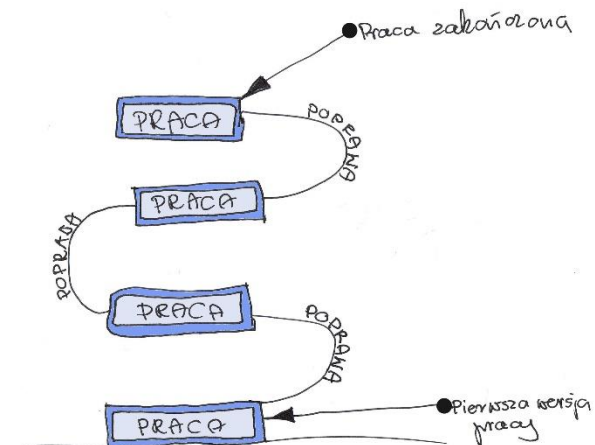 Praca zakończona
PRACA
POPRAWA
PRACA
POPRAWA
PRACA
POPRAWA
PRACA
Pierwsza wersja
pracy